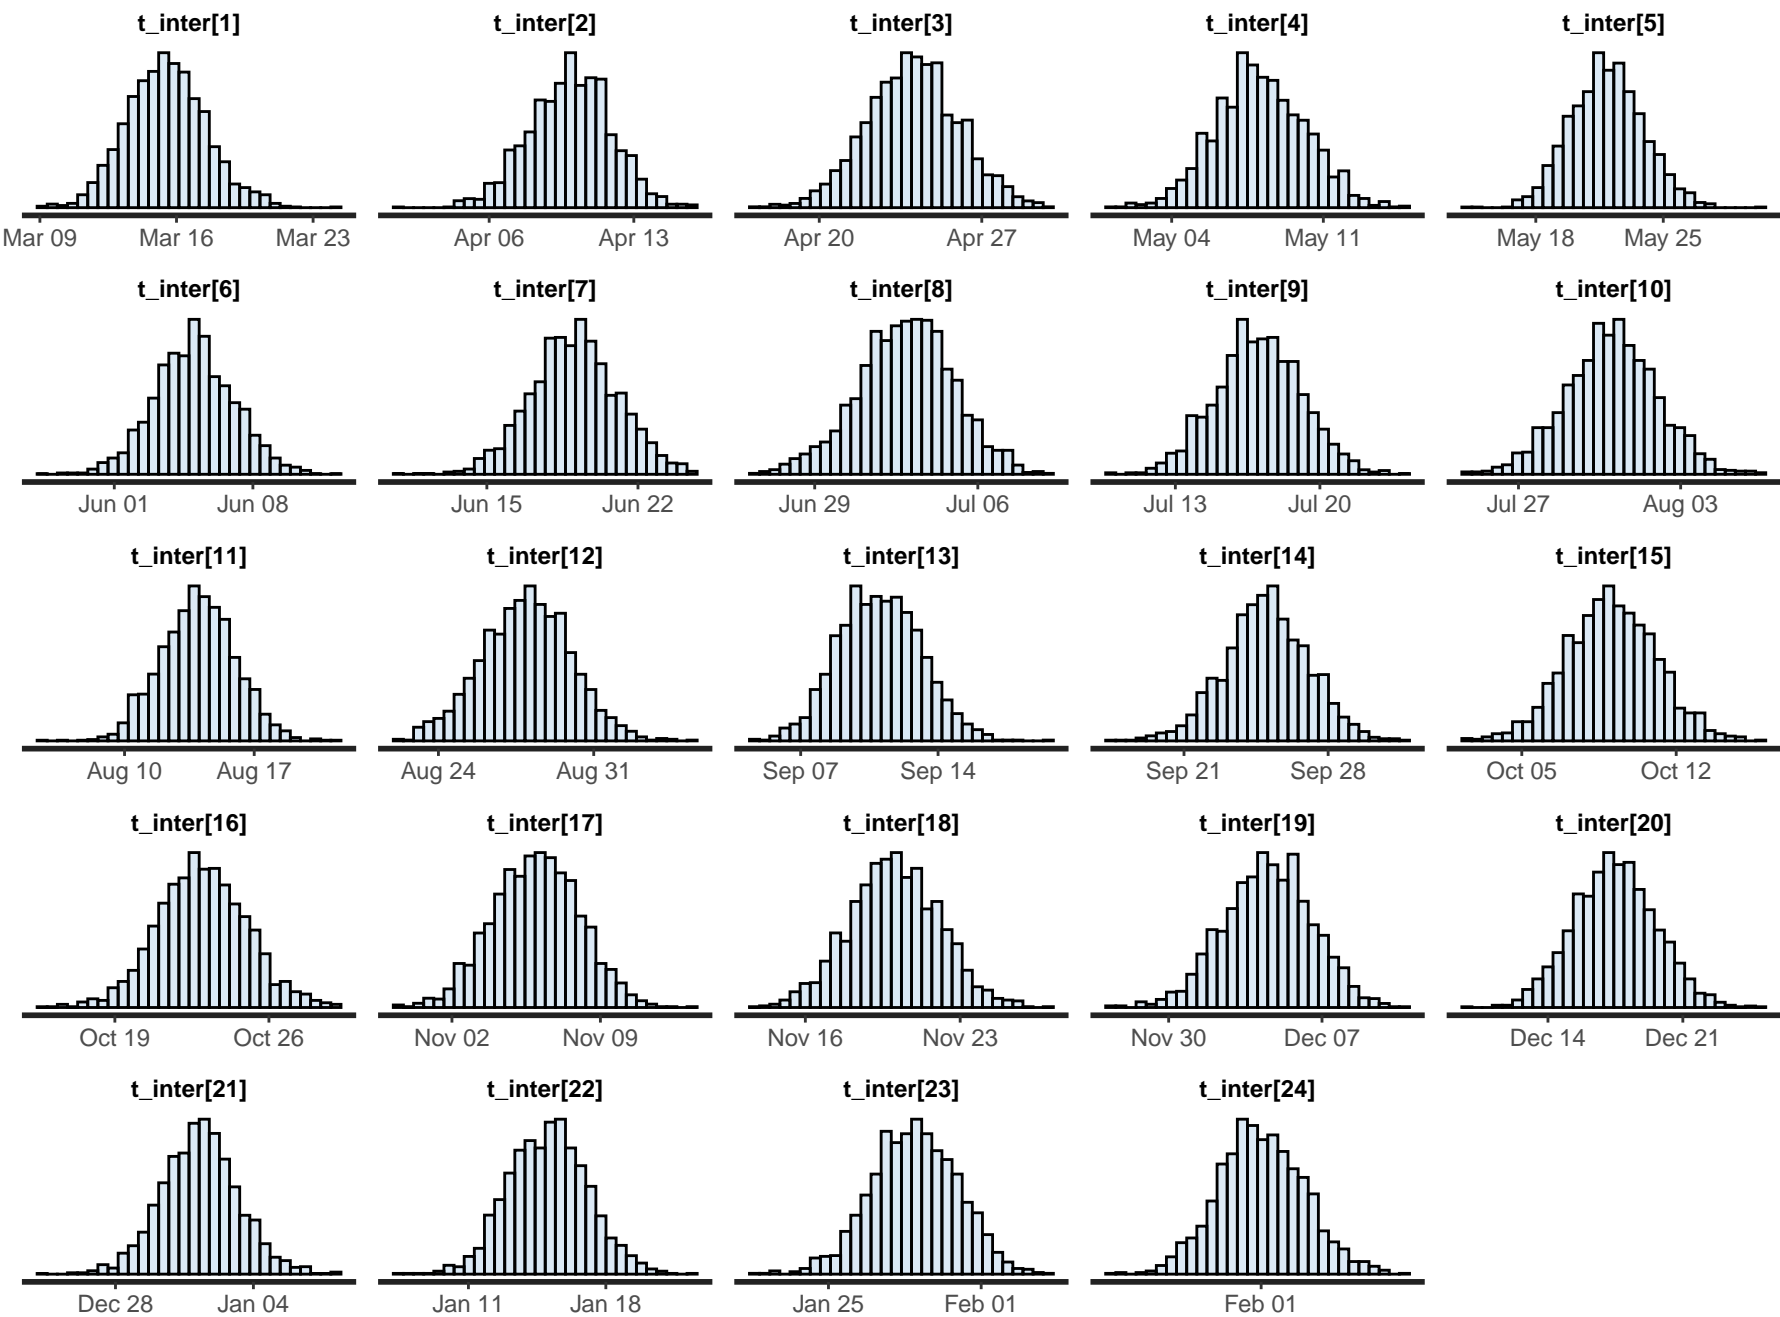 t_inter[1] t_inter[2] t_inter[3] t_inter[4] t_inter[5]
Mar 09 Mar 16 Mar 23 Apr 06 Apr 13 Apr 20 Apr 27 May 04 May 11 May 18 May 25
t_inter[6] t_inter[7] t_inter[8] t_inter[9] t_inter[10]
Jun 01 Jun 08 Jun 15 Jun 22 Jun 29 Jul 06 Jul 13 Jul 20 Jul 27 Aug 03
t_inter[11] t_inter[12] t_inter[13] t_inter[14] t_inter[15]
Aug 10 Aug 17 Aug 24 Aug 31 Sep 07 Sep 14 Sep 21 Sep 28 Oct 05 Oct 12
t_inter[16] t_inter[17] t_inter[18] t_inter[19] t_inter[20]
Oct 19 Oct 26 Nov 02 Nov 09 Nov 16 Nov 23 Nov 30 Dec 07 Dec 14 Dec 21
t_inter[21] t_inter[22] t_inter[23] t_inter[24]
Dec 28 Jan 04 Jan 11 Jan 18 Jan 25 Feb 01 Feb 01